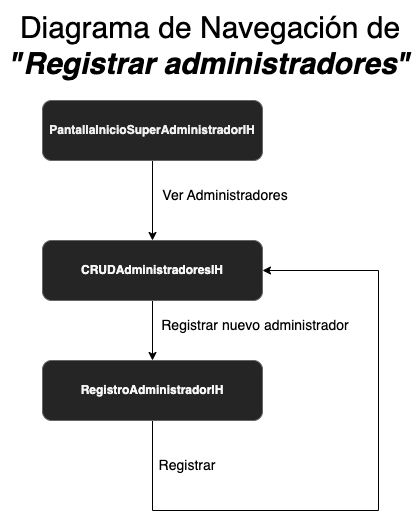 Diagrama de Navegación de
"Registrar administradores"
PantallaInicioSuperAdministradorIH
Ver Administradores
CRUDAdministradoresIH
Registrar nuevo administrador
RegistroAdministradorIH
Registrar